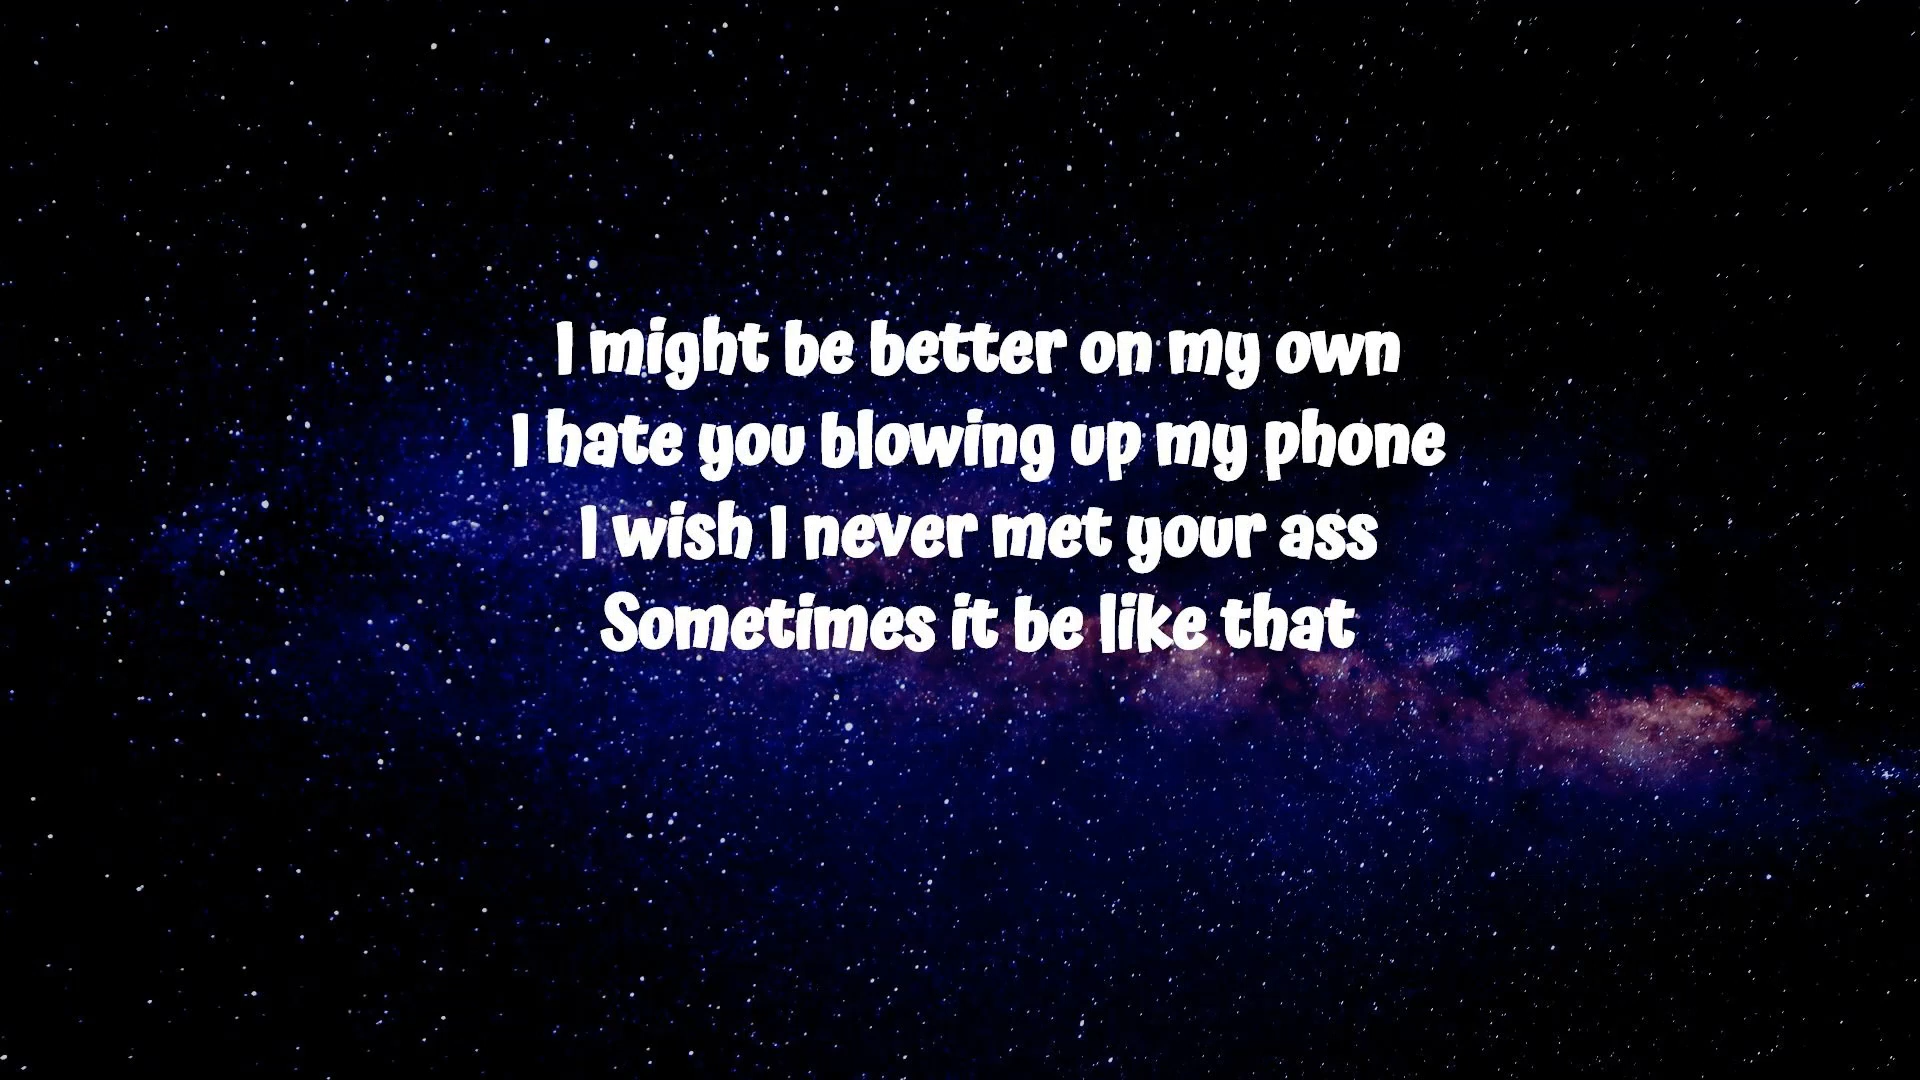 I might be better on my own
I hate you blowing up my phone
I wish I never met your ass
Sometimes it be like that